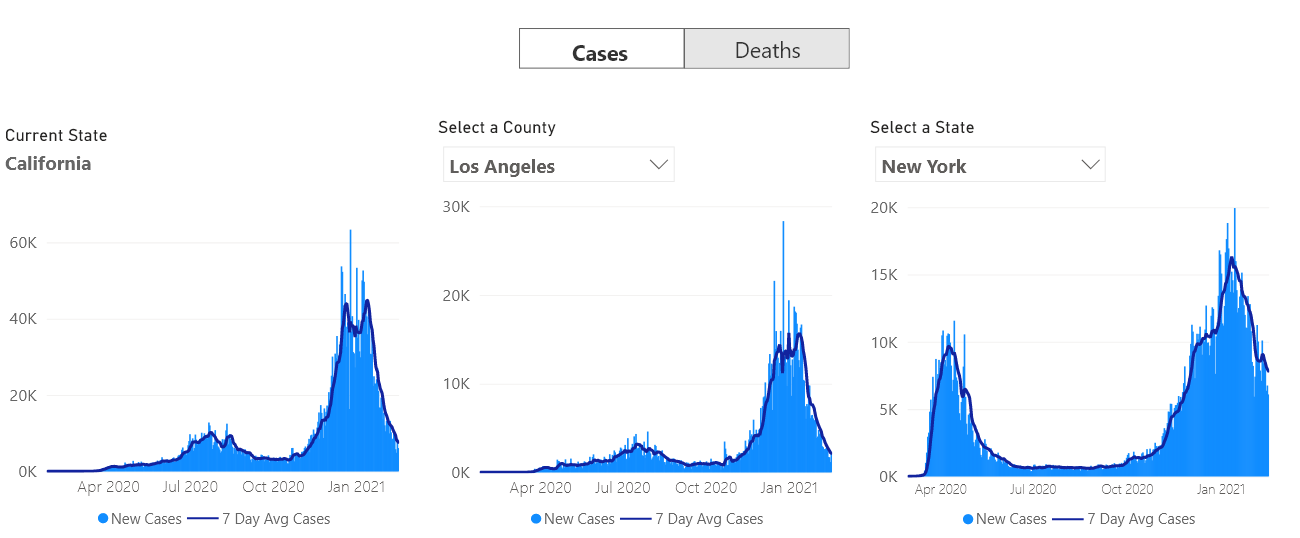 Cases
Deaths
Current State
California
60K
40K
20K
0K
Apr 2020 Jul 2020 Oct 2020 Jan 2021
New Cases 7 Day Avg Cases
Select a County
Los Angeles
30K
20K
10K
0K
Apr 2020 Jul 2020 Oct 2020 Jan 2021
New Cases 7 Day Avg Cases
Select a State
New York
20K
15K
10K
5K
0K
Apr 2020 Jul 2020 Oct 2020 Jan 2021
New Cases 7 Day Avg Cases